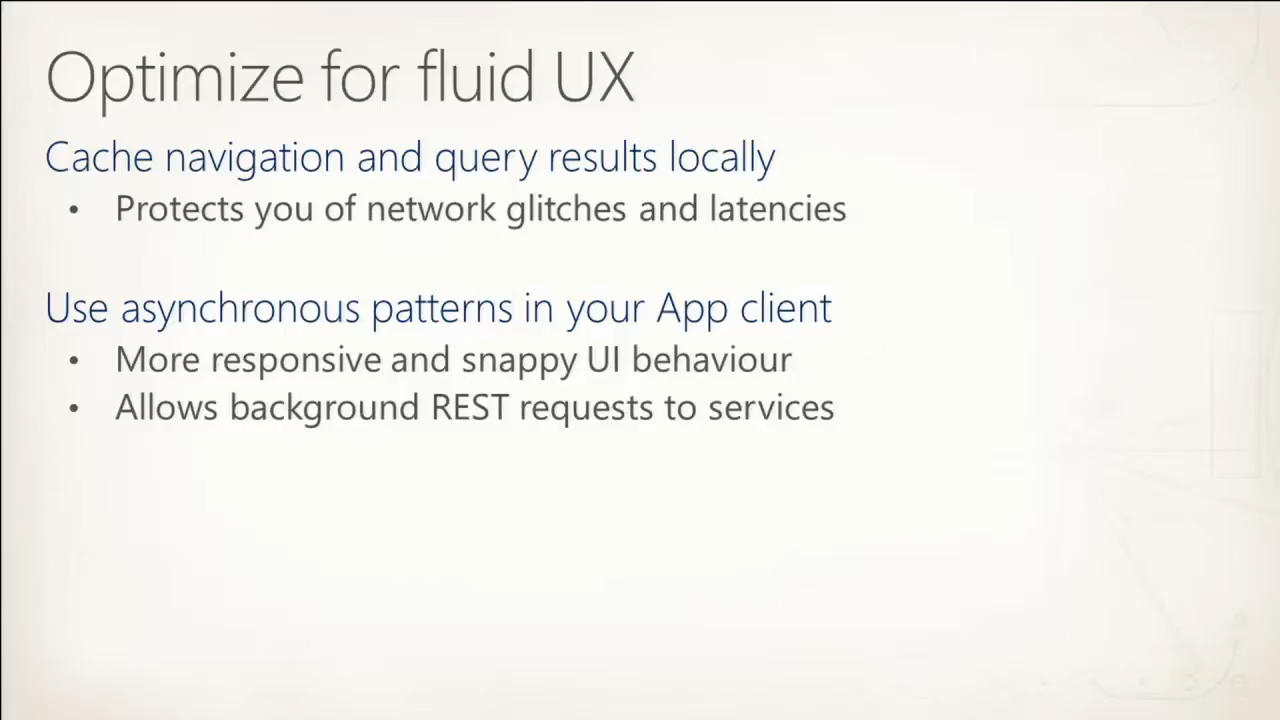 Optimize for fluid UX
Cache navigation and query results locally
• Protects you of network glitches and latencies
Use asynchronous patterns in your App client
• More responsive and snappy UI behaviour
• Allows background REST requests to services